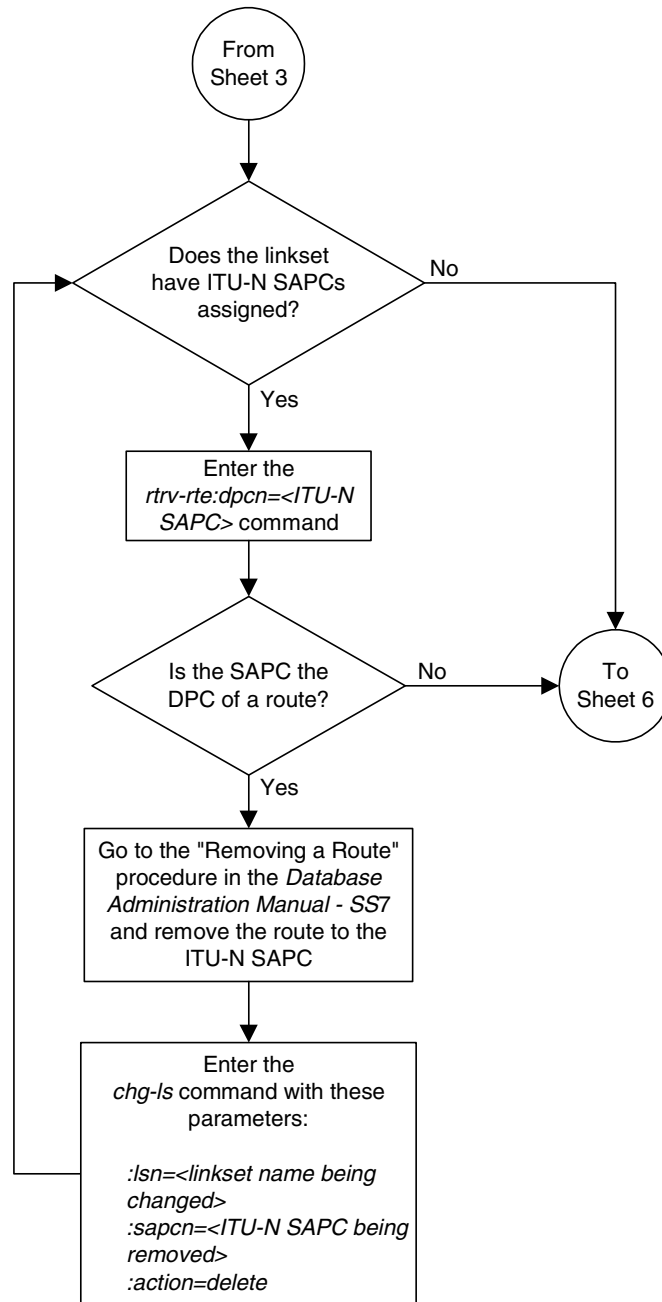 From
Sheet 3
Does the linkset
have ITU-N SAPCs
assigned?
No
Yes
Enter the
rtrv-rte:dpcn=<ITU-N
SAPC> command
Is the SAPC the
DPC of a route?
No
To
Sheet 6
Yes
Go to the "Removing a Route"
procedure in the Database
Administration Manual - SS7
and remove the route to the
ITU-N SAPC
Enter the
chg-ls command with these
parameters:
:lsn=<linkset name being
changed>
:sapcn=<ITU-N SAPC being
removed>
:action=delete